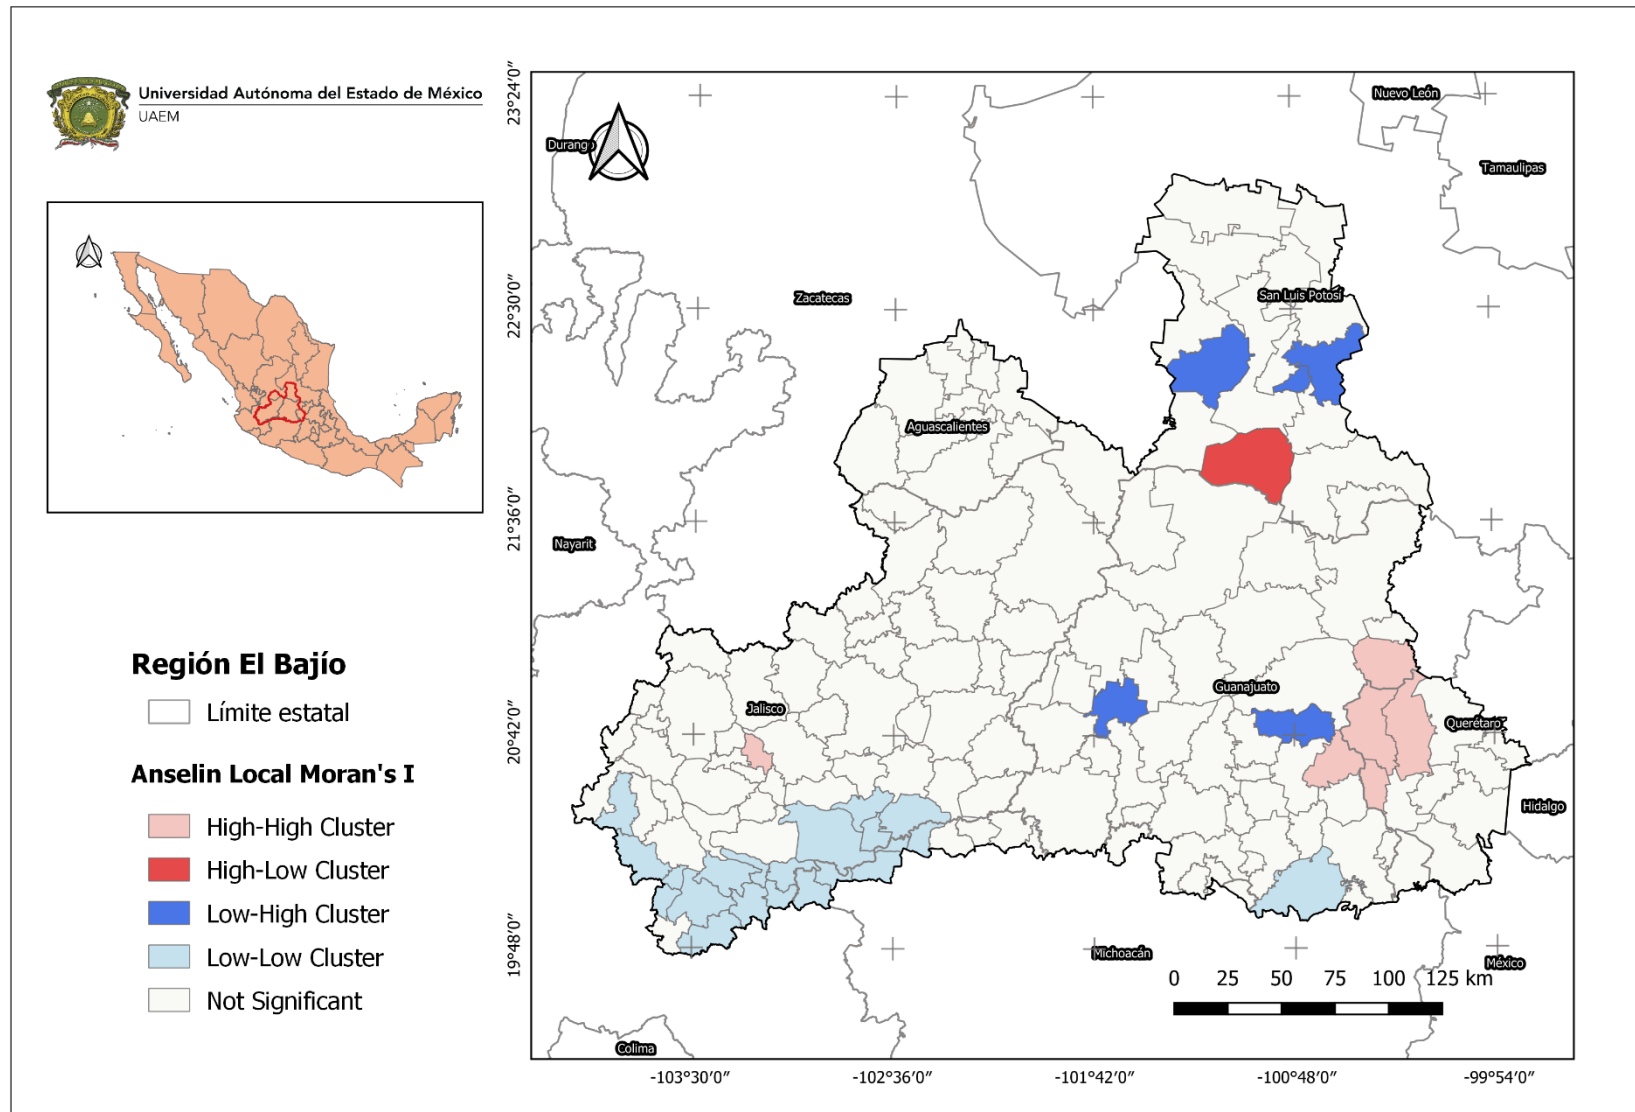 Universidad Autónoma del Estado de México
UAEM
Región El Bajío
Límite estatal
Anselin Local Moran's I
High-High Cluster
High-Low Cluster
Low-High Cluster
Low-Low Cluster
Not Significant
23°24'0"
22°30'0"
21°36'0"
20°42'0"
19°48'0"
Nuevo León
Durango
Tamaulipas
Zacatecas
San Luis Potosí
Aguascalientes
Nayarit
Guanajuato
Jalisco
Querétaro
Hidalgo
Michoacán
México
Colima
0 25 50 75 100 125 km
-103°30'0"
-102°36'0"
-101°42'0"
-100°48'0"
-99°54'0"